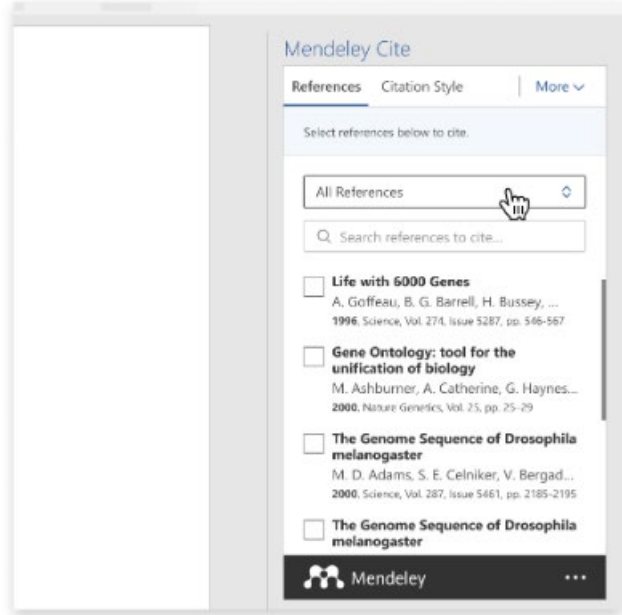 Mendeley Cite
References Citation Style More
Select references below to cite.
All References
Search references to cite...
Life with 6000 Genes
A. Goffeau, B. G. Barrell, H. Bussey, ...
1996, Science, Vol. 274, Issue 5287, pp. 546-567
Gene Ontology: tool for the
unification of biology
M. Ashburner, A. Catherine, G. Haynes...
2000, Nature Genetics, Vol. 25, pp. 25-29
The Genome Sequence of Drosophila
melanogaster
M. D. Adams, S. E. Celniker, V. Bergad...
2000, Science, Vol. 287, Issue 5461, pp. 2185-2195
The Genome Sequence of Drosophila
melanogaster
Mendeley